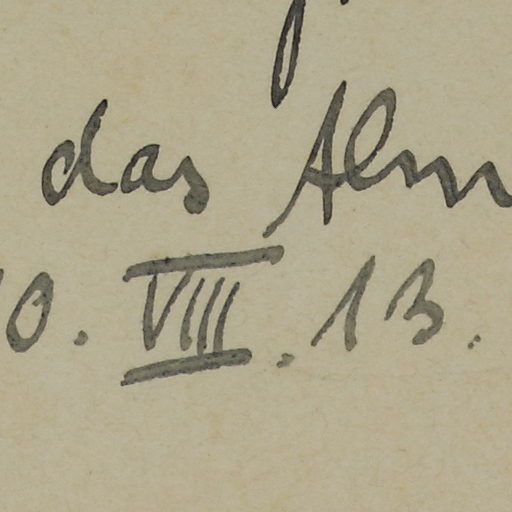 das Alm
0. VIII. 13.